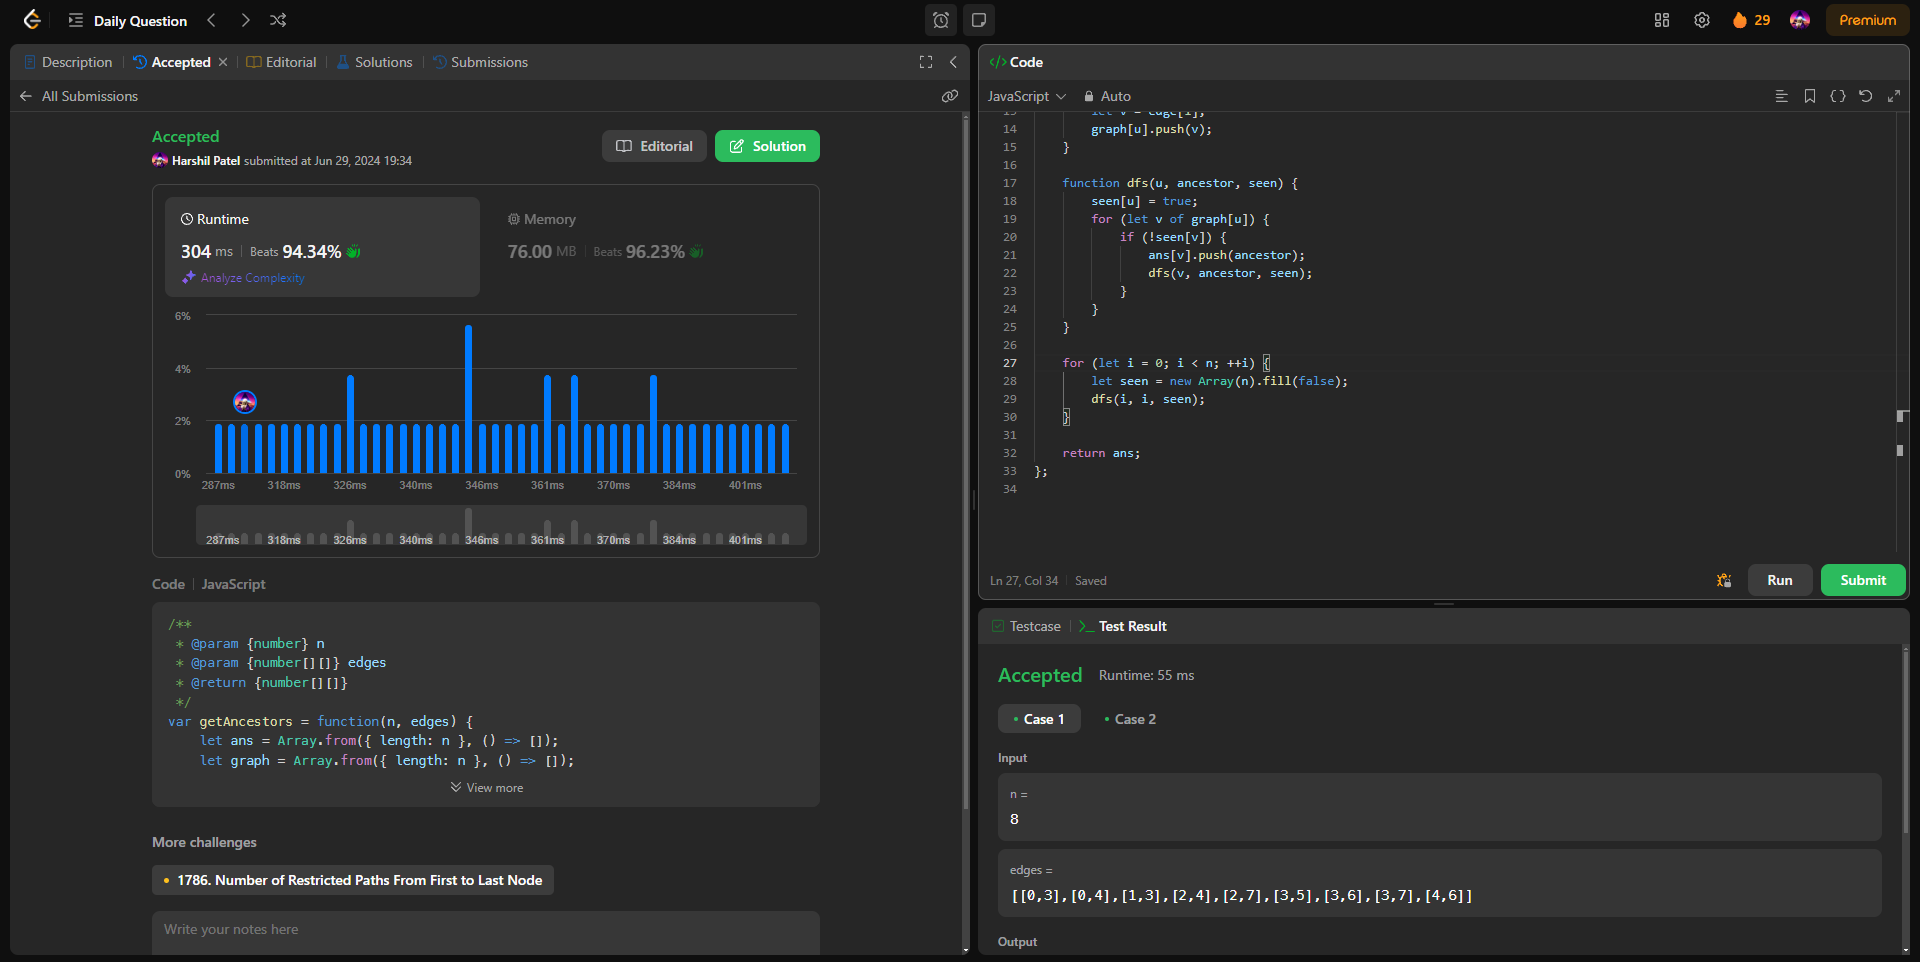 Daily Question
29
Premium
Description
Accepted
Editorial
Solutions
Submissions
All Submissions
Accepted
Harshil Patel submitted at Jun 29, 2024 19:34
Editorial
Solution
Runtime
304 ms
Beats 94.34%
Analyze Complexity
Memory
76.00 MB
Beats 96.23%
6%
4%
2%
0%
287ms 318ms 326ms 340ms 346ms 361ms 370ms 384ms 401ms
287ms 318ms 326ms 340ms 346ms 361ms 370ms 384ms 401ms
Code
JavaScript
/**
 * @param {number} n
 * @param {number[][]} edges
 * @return {number[][]}
 */
var getAncestors = function(n, edges) {
    let ans = Array.from({ length: n }, () => []);
    let graph = Array.from({ length: n }, () => []);
View more
More challenges
1786. Number of Restricted Paths From First to Last Node
Write your notes here
</> Code
JavaScript
Auto
13         let v = edge[1];
14         graph[u].push(v);
15     }
16
17     function dfs(u, ancestor, seen) {
18         seen[u] = true;
19         for (let v of graph[u]) {
20             if (!seen[v]) {
21                 ans[v].push(ancestor);
22                 dfs(v, ancestor, seen);
23             }
24         }
25     }
26
27     for (let i = 0; i < n; ++i) {
28         let seen = new Array(n).fill(false);
29         dfs(i, i, seen);
30     }
31
32     return ans;
33 };
34
Ln 27, Col 34
Saved
Run
Submit
Testcase
Test Result
Accepted
Runtime: 55 ms
Case 1
Case 2
Input
n =
8
edges =
[[0,3],[0,4],[1,3],[2,4],[2,7],[3,5],[3,6],[3,7],[4,6]]
Output